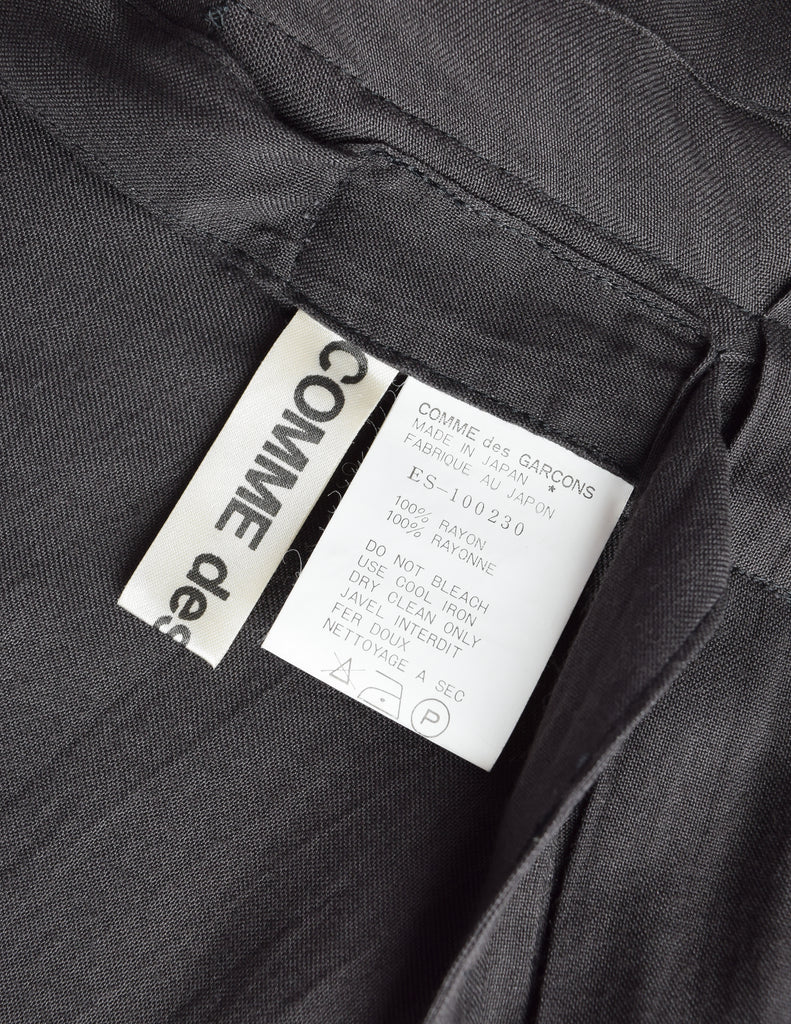 COMME des
COMME des GARCONS
MADE IN JAPAN *
FABRIQUE AU JAPON
ES-100230
100% RAYON
100% RAYONNE
DO NOT BLEACH
USE COOL IRON
DRY CLEAN ONLY
JAVEL INTERDIT
FER DOUX
NETTOYAGE A SEC
P